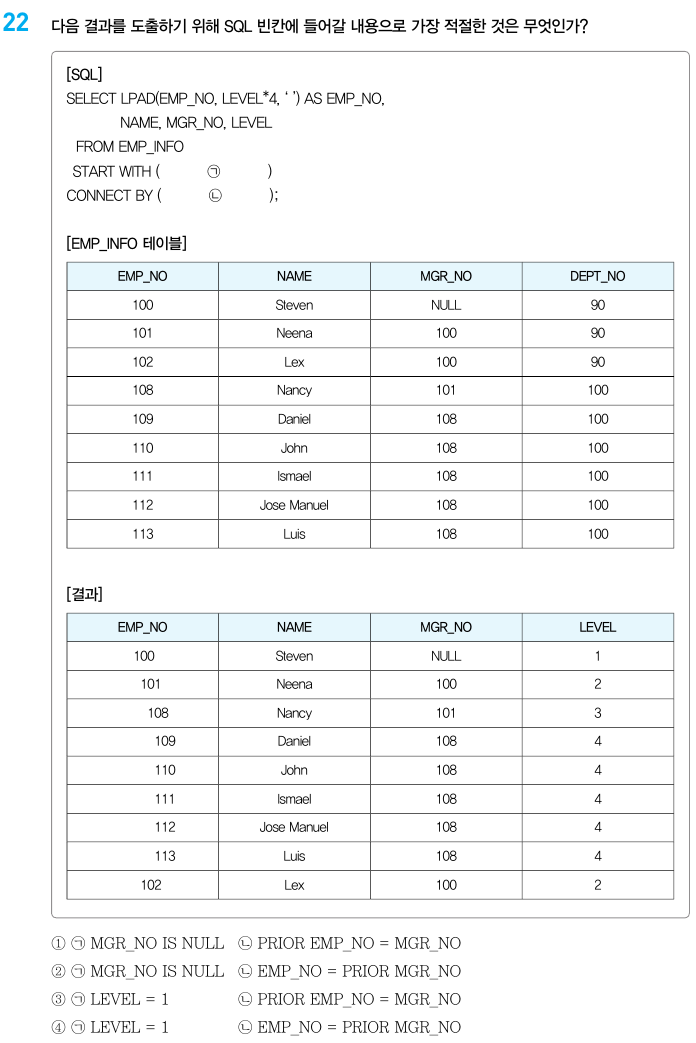 22 다음 결과를 도출하기 위해 SQL 빈칸에 들어갈 내용으로 가장 적절한 것은 무엇인가?
[SQL]
SELECT LPAD(EMP_NO, LEVEL*4, ‘ ’) AS EMP_NO,
NAME, MGR_NO, LEVEL
FROM EMP_INFO
START WITH ( ㉠ )
CONNECT BY ( ㉡ );
[EMP_INFO 테이블]
EMP_NO NAME MGR_NO DEPT_NO
100 Steven NULL 90
101 Neena 100 90
102 Lex 100 90
108 Nancy 101 100
109 Daniel 108 100
110 John 108 100
111 Ismael 108 100
112 Jose Manuel 108 100
113 Luis 108 100
[결과]
EMP_NO NAME MGR_NO LEVEL
100 Steven NULL 1
101 Neena 100 2
108 Nancy 101 3
109 Daniel 108 4
110 John 108 4
111 Ismael 108 4
112 Jose Manuel 108 4
113 Luis 108 4
102 Lex 100 2
① ㉠ MGR_NO IS NULL ㉡ PRIOR EMP_NO = MGR_NO
② ㉠ MGR_NO IS NULL ㉡ EMP_NO = PRIOR MGR_NO
③ ㉠ LEVEL = 1 ㉡ PRIOR EMP_NO = MGR_NO
④ ㉠ LEVEL = 1 ㉡ EMP_NO = PRIOR MGR_NO